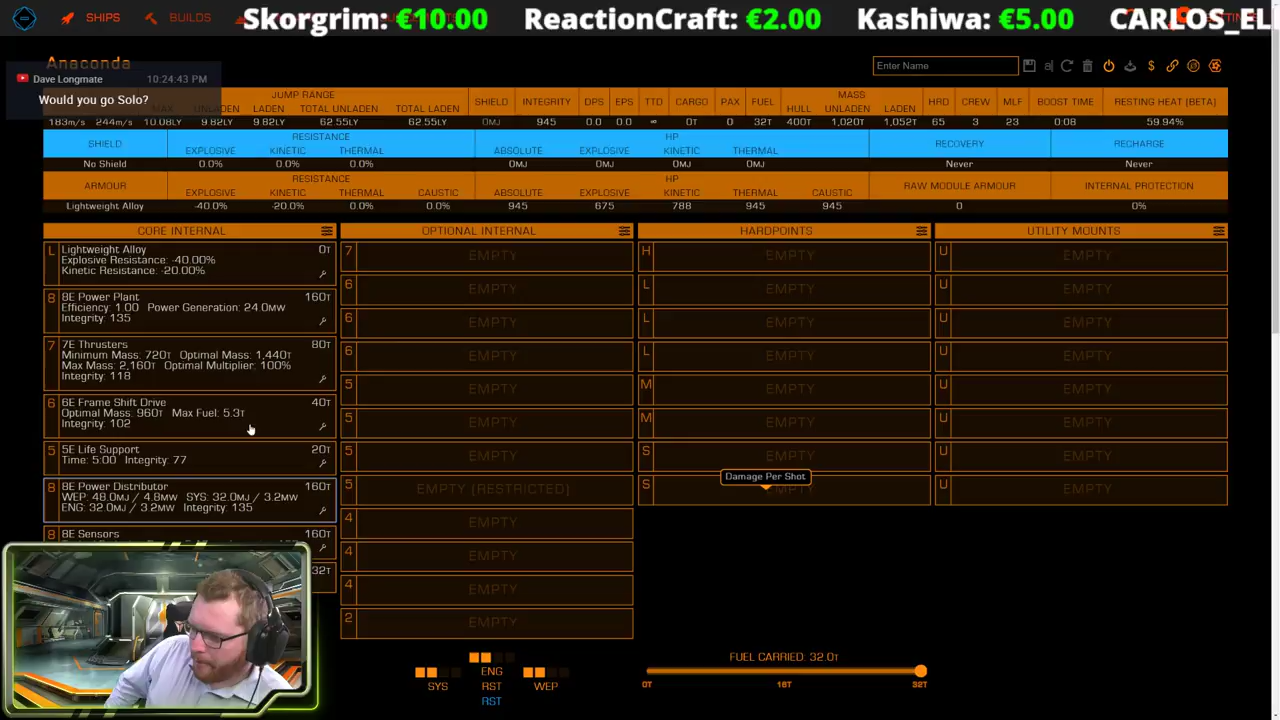 SHIPS
BUILDS
Skorgrim: €10.00 ReactionCraft: €2.00 Kashiwa: €5.00 CARLOS_EL
Anaconda
Enter Name
Dave Longmate 10:24:43 PM
Would you go Solo?
JUMP RANGE
MASS
UNLADEN LADEN TOTAL UNLADEN TOTAL LADEN SHIELD INTEGRITY DPS EPS TTD CARGO PAX FUEL HULL UNLADEN LADEN HRD CREW MLF BOOST TIME RESTING HEAT (BETA)
183m/s 244m/s 10.08LY 9.82LY 9.82LY 62.55LY 62.55LY 0MJ 945 0.0 0.0 ∞ 0T 0 32T 400T 1,020T 1,052T 65 3 23 0:08 59.94%
SHIELD RESISTANCE HP RECOVERY RECHARGE
EXPLOSIVE KINETIC THERMAL ABSOLUTE EXPLOSIVE KINETIC THERMAL
No Shield 0.0% 0.0% 0.0% 0MJ 0MJ 0MJ 0MJ Never Never
ARMOUR RESISTANCE HP RAW MODULE ARMOUR INTERNAL PROTECTION
EXPLOSIVE KINETIC THERMAL CAUSTIC ABSOLUTE EXPLOSIVE KINETIC THERMAL CAUSTIC
Lightweight Alloy -40.0% -20.0% 0.0% 0.0% 945 675 788 945 945 0 0%
CORE INTERNAL
L Lightweight Alloy 0T
Explosive Resistance: -40.00%
Kinetic Resistance: -20.00%
8 8E Power Plant 160T
Efficiency: 1.00 Power Generation: 24.0MW
Integrity: 135
7 7E Thrusters 80T
Minimum Mass: 720T Optimal Mass: 1,440T
Max Mass: 2,160T Optimal Multiplier: 100%
Integrity: 118
6 6E Frame Shift Drive 40T
Optimal Mass: 960T Max Fuel: 5.3T
Integrity: 102
5 5E Life Support 20T
Time: 5:00 Integrity: 77
8 8E Power Distributor 160T
WEP: 48.0MJ / 4.8MW SYS: 32.0MJ / 3.2MW
ENG: 32.0MJ / 3.2MW Integrity: 135
8 8E Sensors 160T
32T
OPTIONAL INTERNAL
7 EMPTY
6 EMPTY
6 EMPTY
6 EMPTY
5 EMPTY
5 EMPTY
5 EMPTY
5 EMPTY (RESTRICTED)
4 EMPTY
4 EMPTY
4 EMPTY
2 EMPTY
HARDPOINTS
H EMPTY
L EMPTY
L EMPTY
L EMPTY
M EMPTY
M EMPTY
S EMPTY
Damage Per Shot
S EMPTY
UTILITY MOUNTS
U EMPTY
U EMPTY
U EMPTY
U EMPTY
U EMPTY
U EMPTY
U EMPTY
U EMPTY
SYS
ENG
WEP
RST
RST
FUEL CARRIED: 32.0T
0T 16T 32T